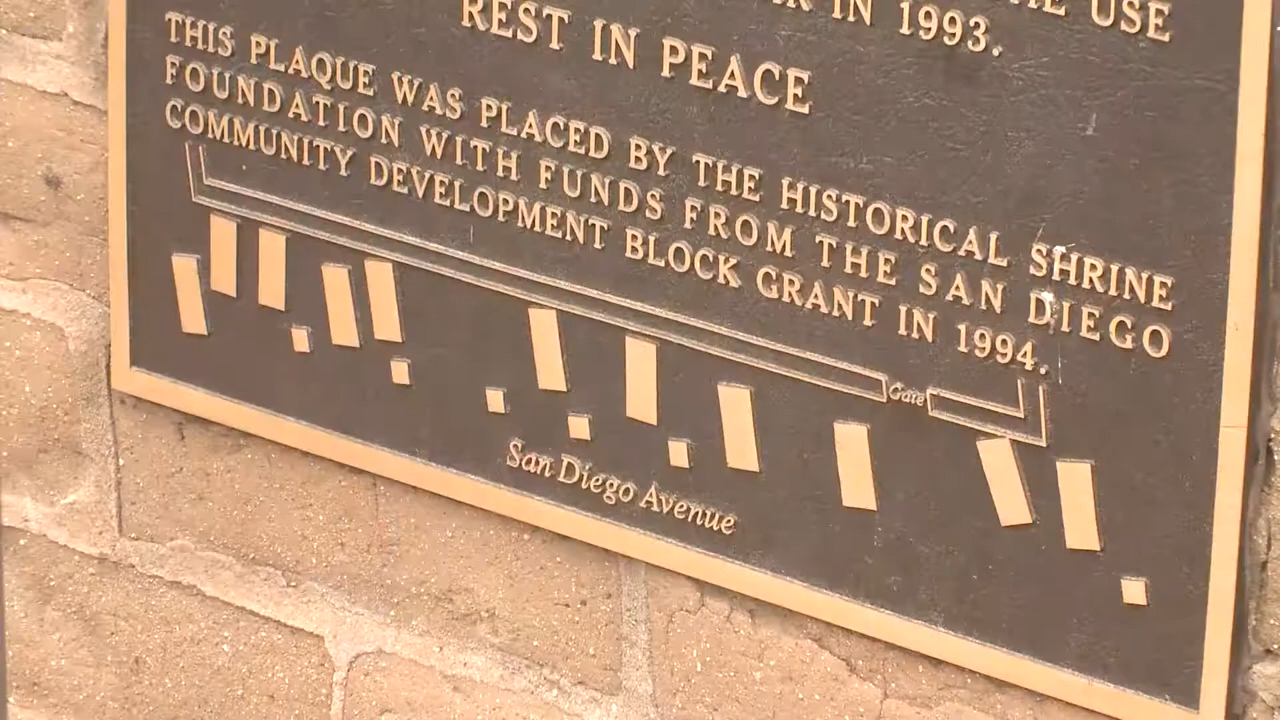 USE
IN 1993.
REST IN PEACE
THIS PLAQUE WAS PLACED BY THE HISTORICAL SHRINE
FOUNDATION WITH FUNDS FROM THE SAN DIEGO
COMMUNITY DEVELOPMENT BLOCK GRANT IN 1994.
Gate
San Diego Avenue